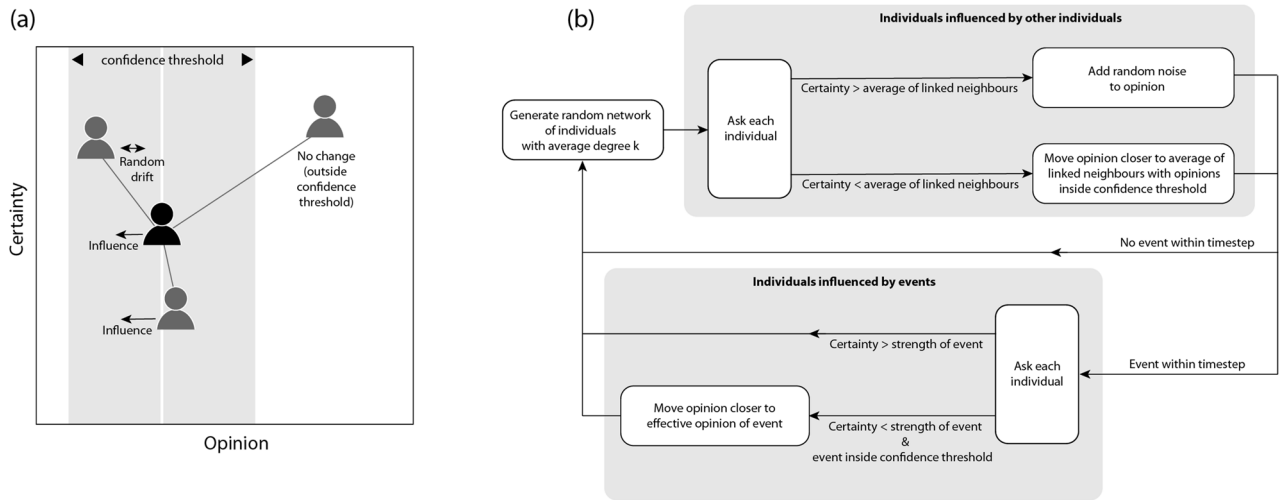 (a)
confidence threshold
Random
drift
No change
(outside
confidence
threshold)
Influence
Influence
Certainty
Opinion
(b)
Individuals influenced by other individuals
Generate random network
of individuals
with average degree k
Ask each
individual
Certainty > average of linked neighbours
Add random noise
to opinion
Certainty < average of linked neighbours
Move opinion closer to average of
linked neighbours with opinions
inside confidence threshold
No event within timestep
Individuals influenced by events
Event within timestep
Ask each
individual
Certainty > strength of event
Certainty < strength of event
&
event inside confidence threshold
Move opinion closer to
effective opinion of event